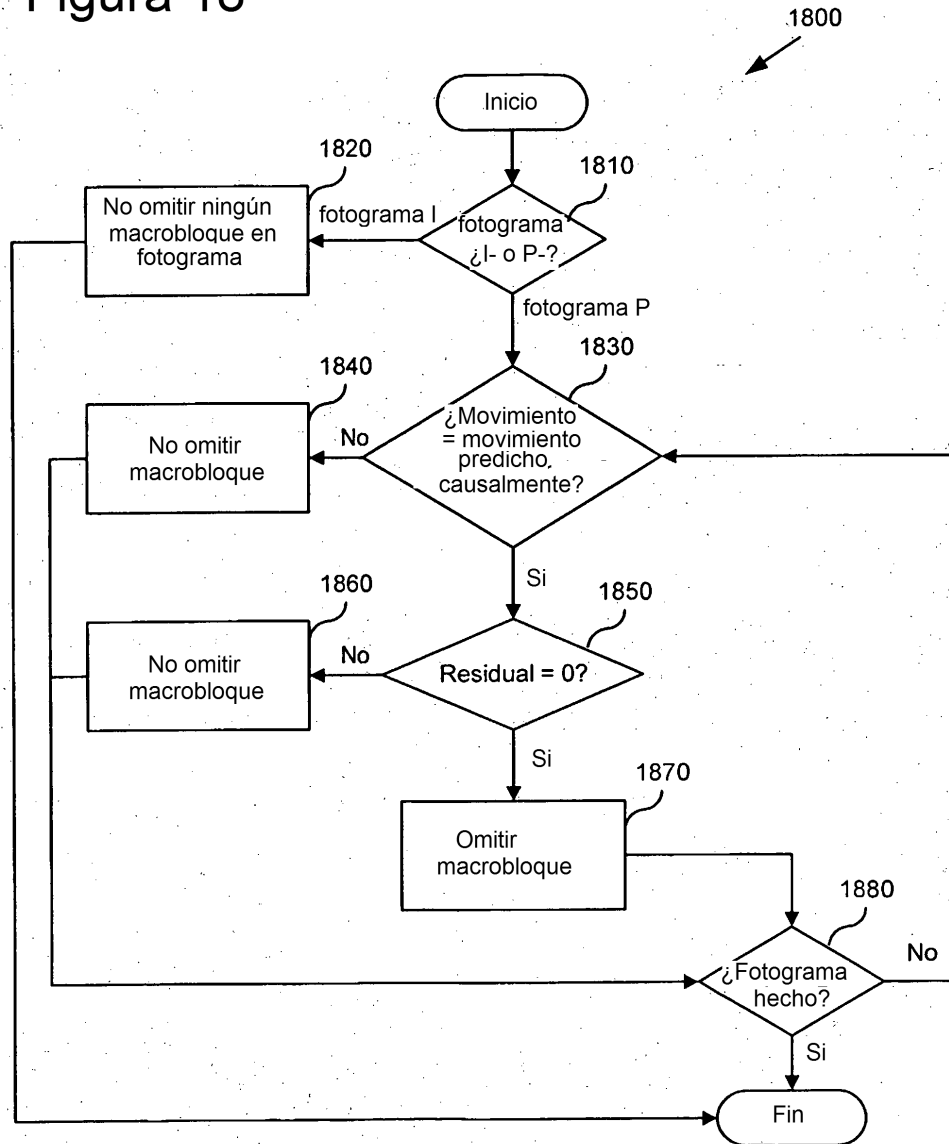 Figura 18
1800
Inicio
1820
1810
No omitir ningún
macrobloque en
fotograma
fotograma I
fotograma
¿I- o P-?
fotograma P
1830
1840
No omitir
macrobloque
No
¿Movimiento
= movimiento
predicho,
causalmente?
Si
1860
1850
No omitir
macrobloque
No
Residual = 0?
Si
1870
Omitir
macrobloque
1880
¿Fotograma
hecho?
No
Si
Fin